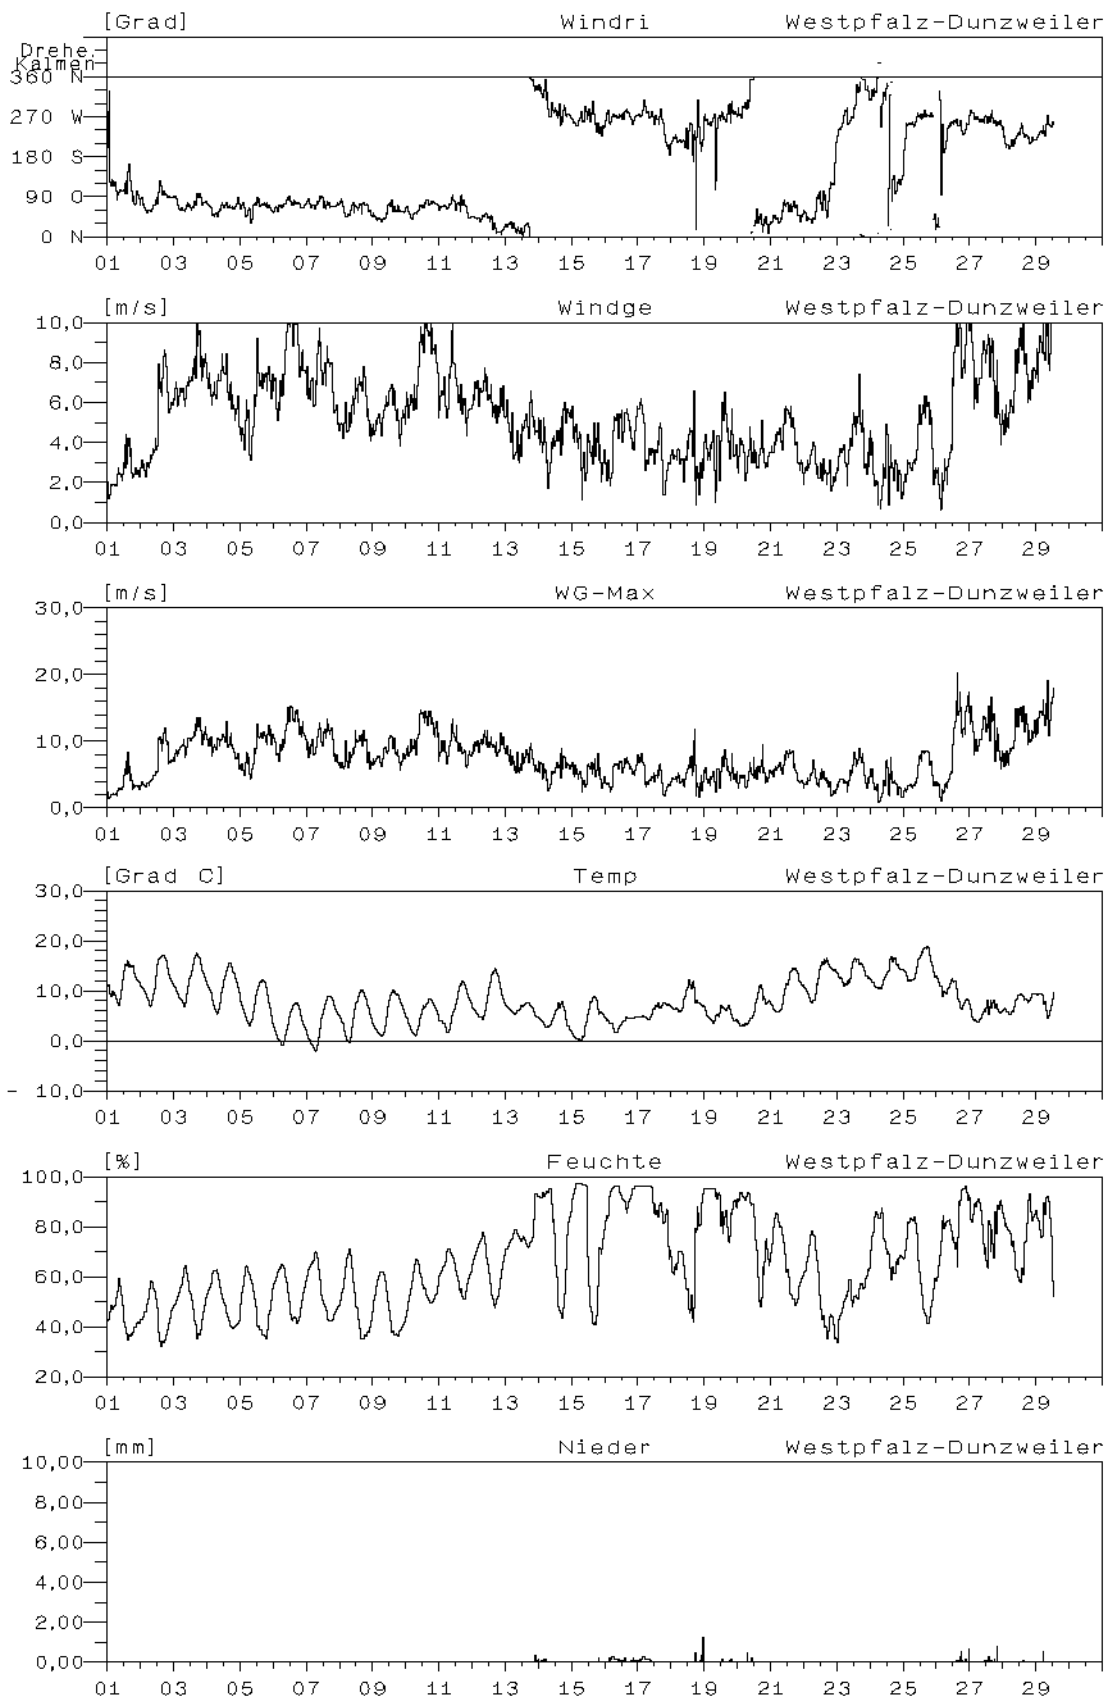 [Grad] Windri Westpfalz-Dunzweiler
Drehe.
Kalmen
360 N
270 W
180 S
90 O
0 N
01 03 05 07 09 11 13 15 17 19 21 23 25 27 29
[m/s] Windge Westpfalz-Dunzweiler
10,0
8,0
6,0
4,0
2,0
0,0
01 03 05 07 09 11 13 15 17 19 21 23 25 27 29
[m/s] WG-Max Westpfalz-Dunzweiler
30,0
20,0
10,0
0,0
01 03 05 07 09 11 13 15 17 19 21 23 25 27 29
[Grad C] Temp Westpfalz-Dunzweiler
30,0
20,0
10,0
0,0
- 10,0
01 03 05 07 09 11 13 15 17 19 21 23 25 27 29
[%] Feuchte Westpfalz-Dunzweiler
100,0
80,0
60,0
40,0
20,0
01 03 05 07 09 11 13 15 17 19 21 23 25 27 29
[mm] Nieder Westpfalz-Dunzweiler
10,00
8,00
6,00
4,00
2,00
0,00
01 03 05 07 09 11 13 15 17 19 21 23 25 27 29